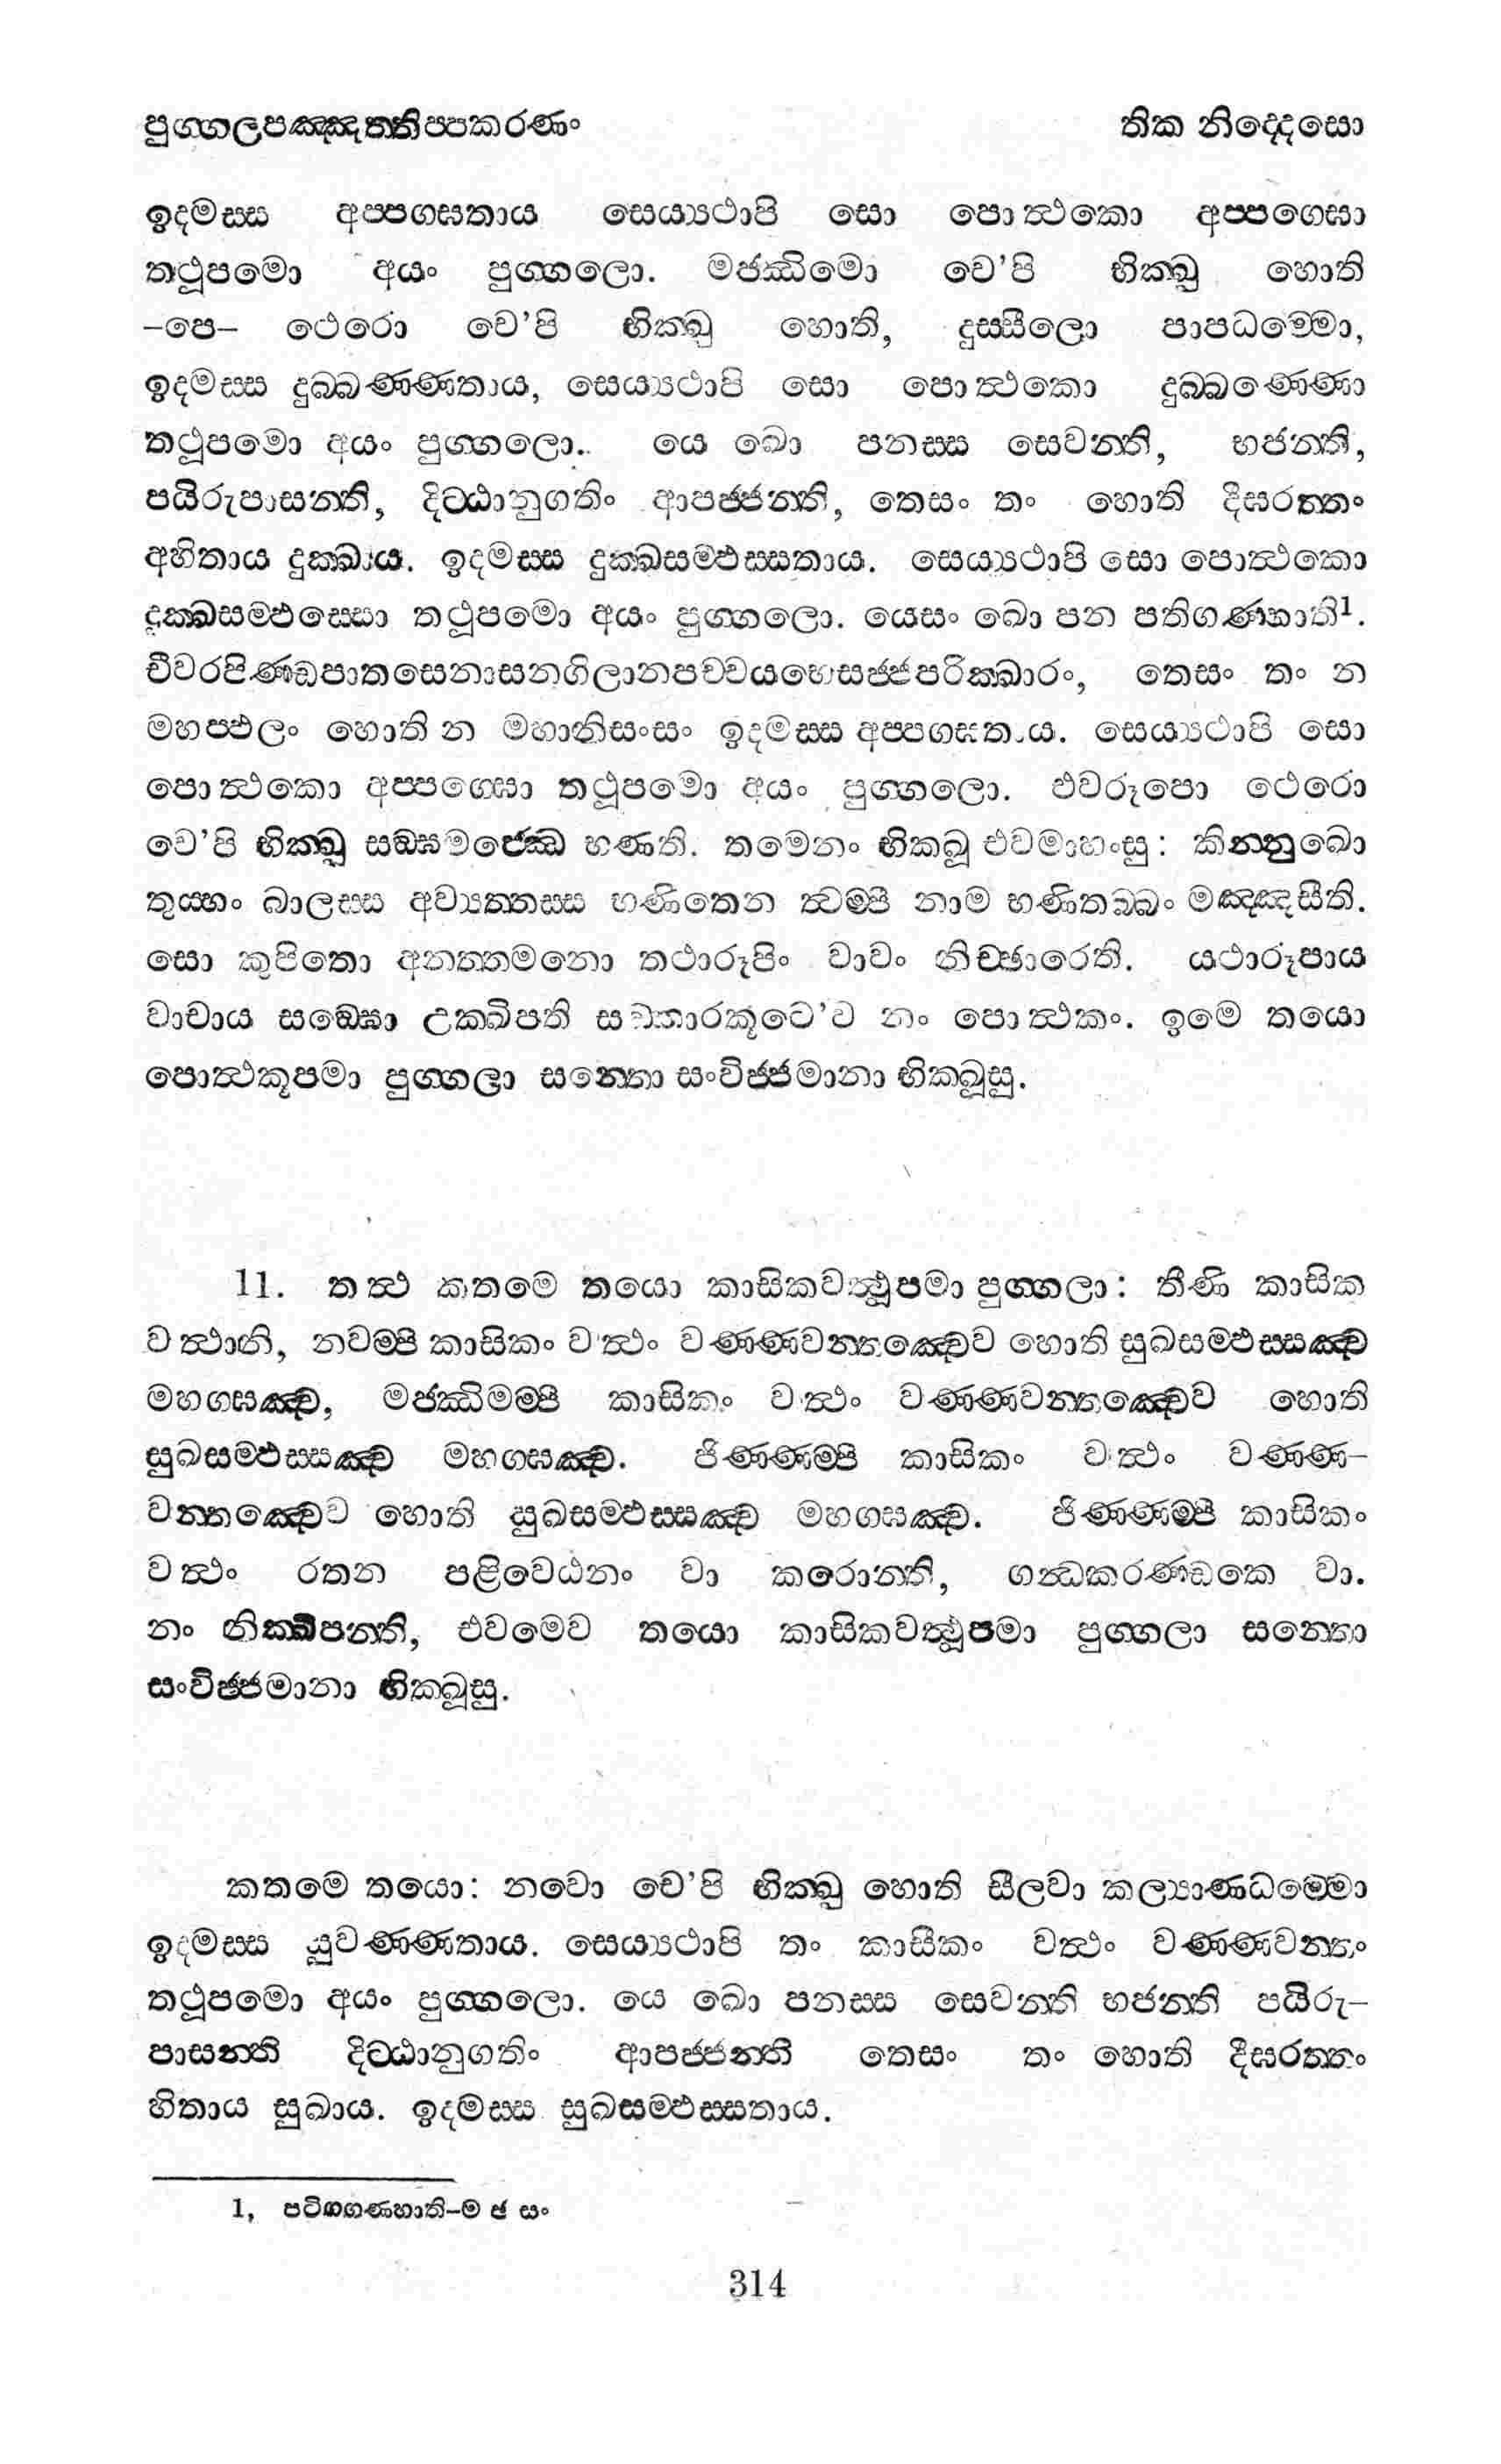 පුග්ගලපඤ්ඤත්තිප්පකරණං තික නිද්දෙසො
ඉදමස්ස අප්පග්ඝතාය සෙය්‍යථාපි සො පොත්‍ථකො අප්පග්ඝො
තථූපමො අයං පුග්ගලො. මජ්ඣිමො චෙ'පි භික්ඛු හොති
–පෙ– ථෙරො චෙ'පි භික්ඛු හොති, දුස්සීලො පාපධම්මො,
ඉදමස්ස දුබ්බණ්ණතාය, සෙය්‍යථාපි සො පොත්‍ථකො දුබ්බණ්ණො
තථූපමො අයං පුග්ගලො. යෙ ඛො පනස්ස සෙවන්ති, භජන්ති,
පයිරුපාසන්ති, දිට්ඨානුගතිං ආපජ්ජන්ති, තෙසං තං හොති දීඝරත්තං
අහිතාය දුක්ඛාය. ඉදමස්ස දුක්ඛසම්ඵස්සතාය. සෙය්‍යථාපි සො පොත්‍ථකො
දුක්ඛසම්ඵස්සො තථූපමො අයං පුග්ගලො. යෙසං ඛො පන පතිගණ්හාති1.
චීවරපිණ්ඩපාතසෙනාසනගිලානපච්චයභෙසජ්ජපරික්ඛාරං, තෙසං තං න
මහප්ඵලං හොති න මහානිසංසං ඉදමස්ස අප්පග්ඝතාය. සෙය්‍යථාපි සො
පොත්‍ථකො අප්පග්ඝො තථූපමො අයං පුග්ගලො. ඵවරූපො ථෙරො
චෙ'පි භික්ඛු සඞ්ඝමජ්ඣෙ භණති. තමෙනං භික්ඛූ එවමාහංසු: කින්නුඛො
තුය්හං බාලස්ස අව්‍යත්තස්ස භණිතෙන ත්‍වම්පි නාම භණිතබ්බං මඤ්ඤසීති.
සො කුපිතො අනත්තමනො තථාරූපිං වාචං නිච්ඡාරෙති. යථාරූපාය
වාචාය සඞ්ඝො උක්ඛිපති සඞ්කාරකූටෙ'ව නං පොත්‍ථකං. ඉමෙ තයො
පොත්‍ථකූපමා පුග්ගලා සන්තො සංවිජ්ජමානා භික්ඛූසු.
11. තත්‍ථ කතමෙ තයො කාසිකවත්‍ථූපමා පුග්ගලා: තීණි කාසික
වත්‍ථානි, නවම්පි කාසිකං වත්‍ථං වණ්ණවන්තඤ්චෙව හොති සුඛසම්ඵස්සඤ්ච
මහග්ඝඤ්ච, මජ්ඣිමම්පි කාසිකං වත්‍ථං වණ්ණවන්තඤ්චෙව හොති
සුඛසම්ඵස්සඤ්ච මහග්ඝඤ්ච. ජිණ්ණම්පි කාසිකං වත්‍ථං වණ්ණ–
වන්තඤ්චෙව හොති සුඛසම්ඵස්සඤ්ච මහග්ඝඤ්ච. ජිණ්ණම්පි කාසිකං
වත්‍ථං රතන පළිවෙඨනං වා කරොන්ති, ගන්‍ධකරණ්ඩකෙ වා.
නං නික්ඛිපන්ති, එවමෙව තයො කාසිකවත්‍ථූපමා පුග්ගලා සන්තො
සංවිජ්ජමානා භික්ඛූසු.
කතමෙ තයො: නවො චෙ'පි භික්ඛු හොති සීලවා කල්‍යාණධම්මො
ඉදමස්ස සුවණ්ණතාය. සෙය්‍යථාපි තං කාසිකං වත්‍ථං වණ්ණවන්තං
තථූපමො අයං පුග්ගලො. යෙ ඛො පනස්ස සෙවන්ති භජන්ති පයිරු–
පාසන්ති දිට්ඨානුගතිං ආපජ්ජන්ති තෙසං තං හොති දීඝරත්තං
හිතාය සුඛාය. ඉදමස්ස සුඛසම්ඵස්සතාය.
1, පටිග්ගණ්හාති–ම ඡ සං
314